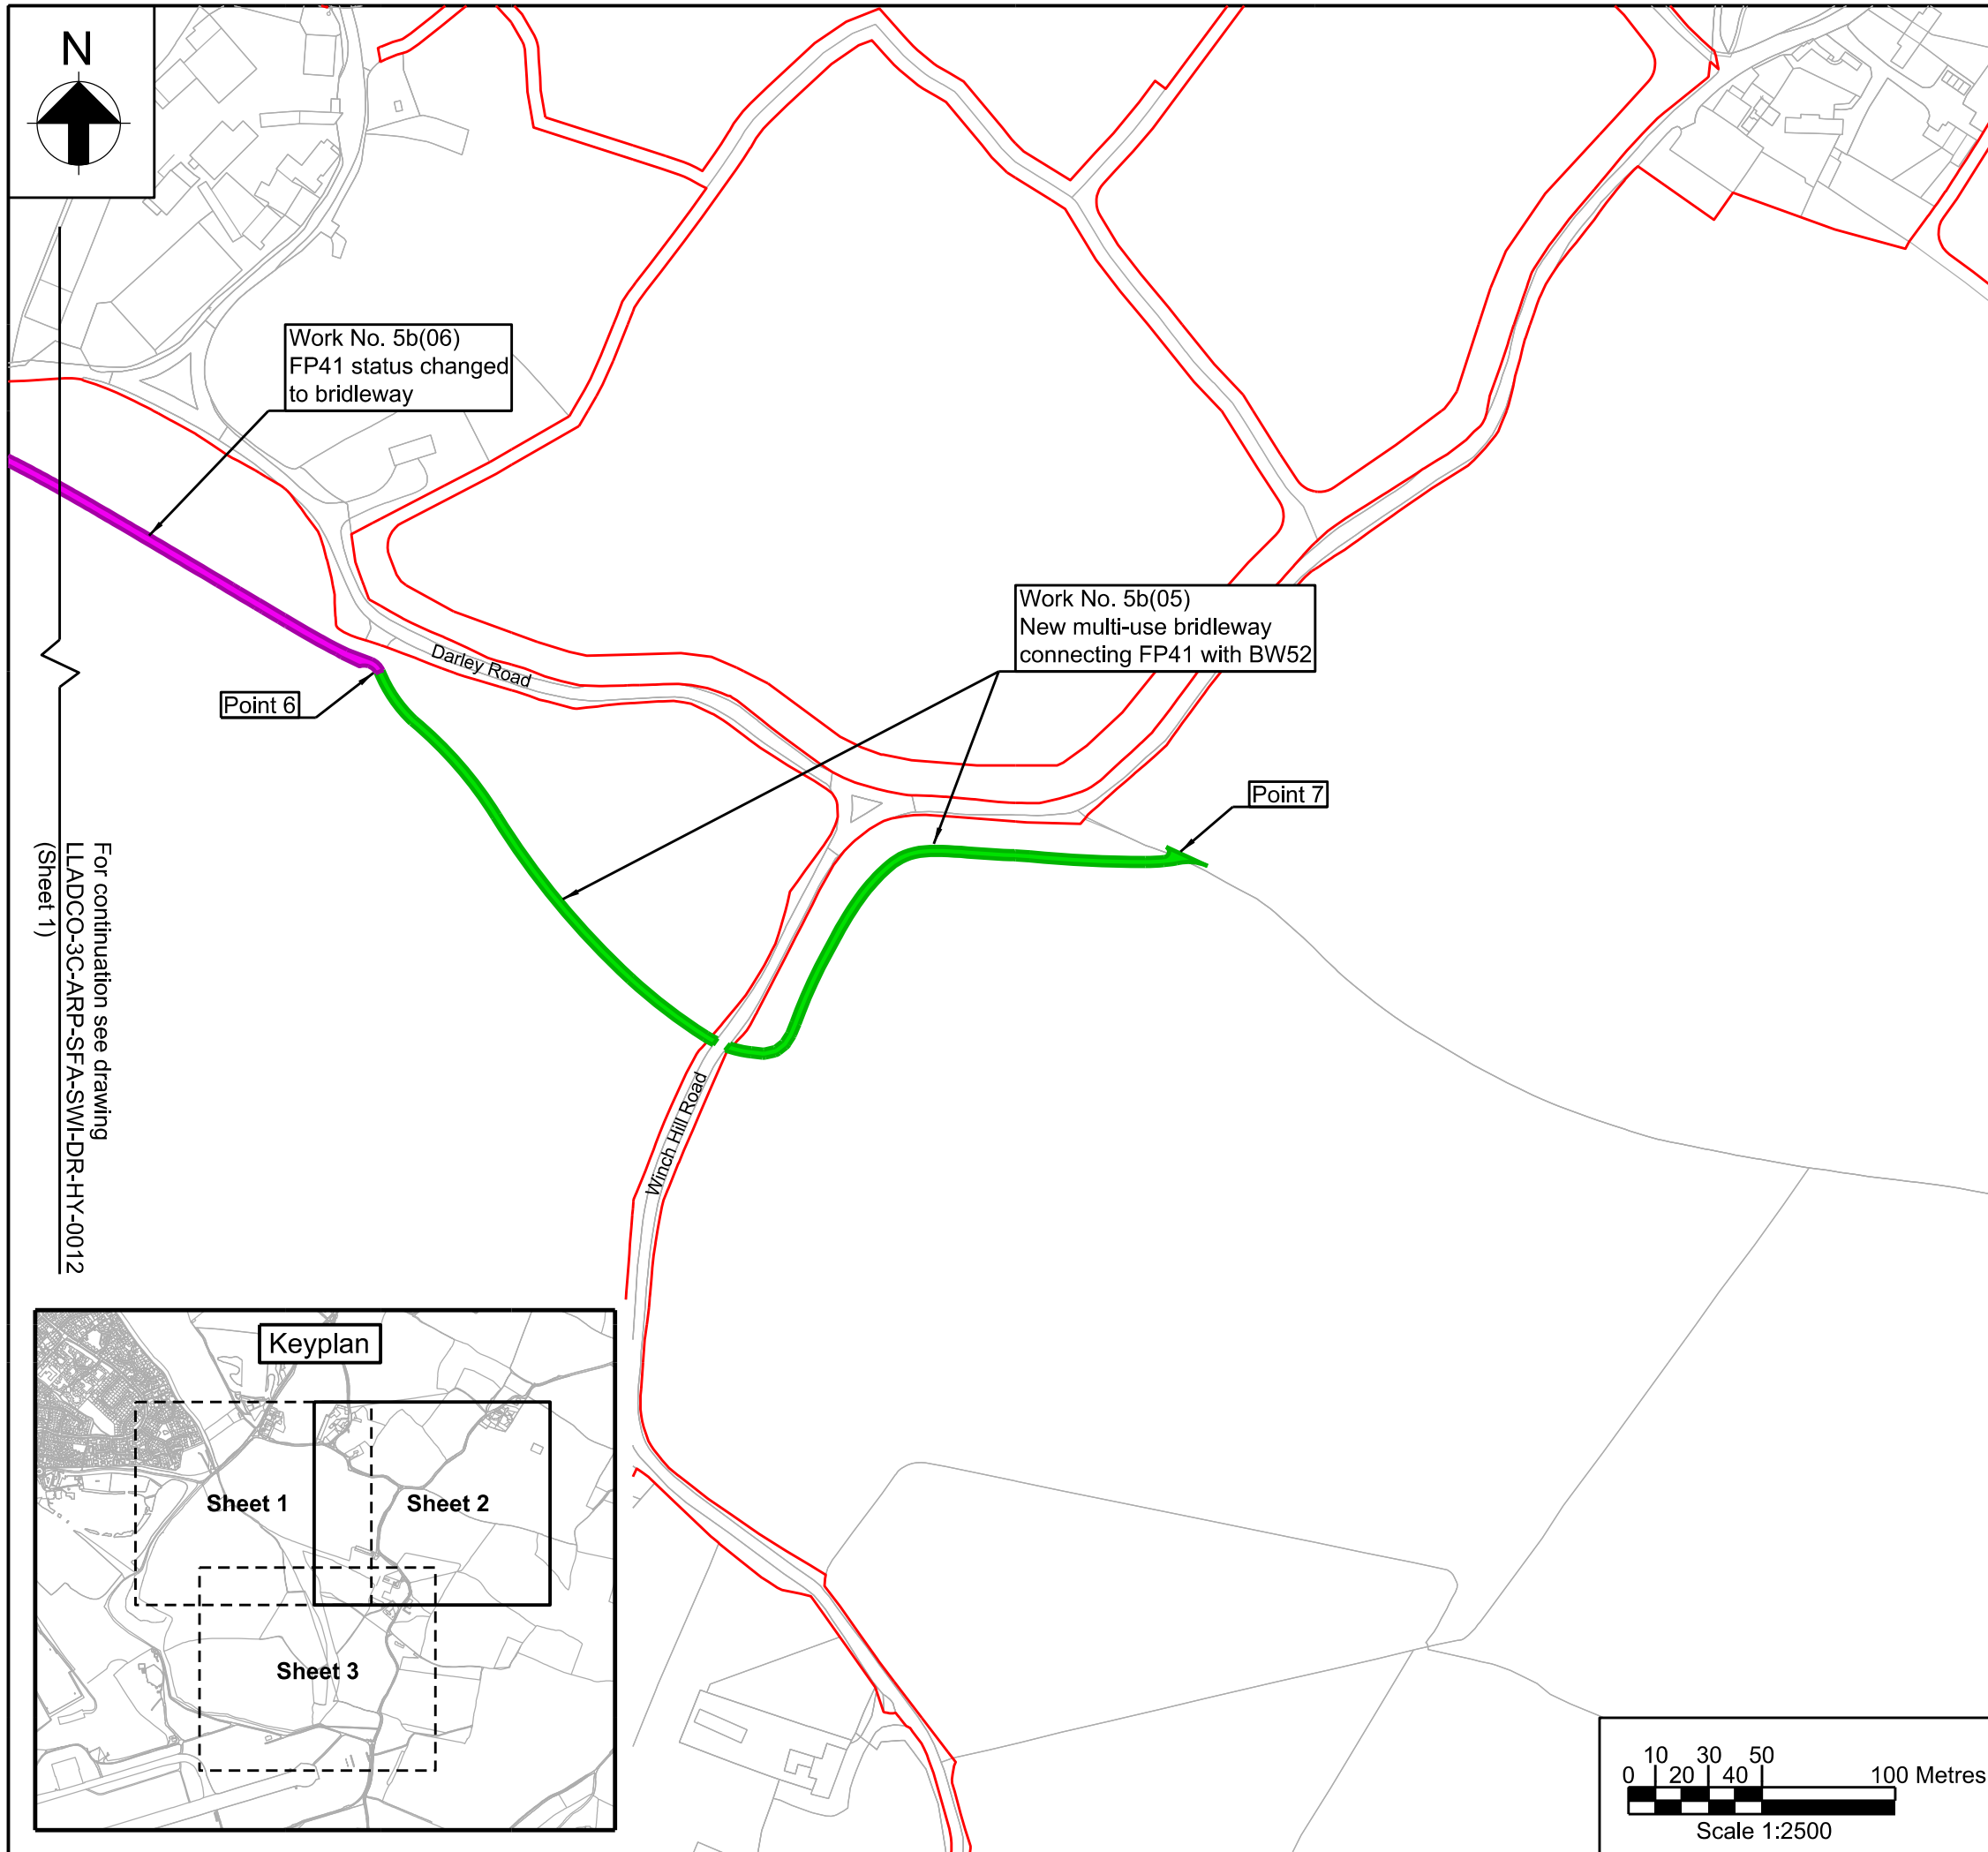 N
Work No. 5b(06)
FP41 status changed
to bridleway
Work No. 5b(05)
New multi-use bridleway
connecting FP41 with BW52
Darley Road
Point 6
Point 7
For continuation see drawing
LLADCO-3C-ARP-SFA-SWI-DR-HY-0012
(Sheet 1)
Winch Hill Road
Keyplan
Sheet 1
Sheet 2
Sheet 3
10 30 50
0 20 40 100 Metres
Scale 1:2500